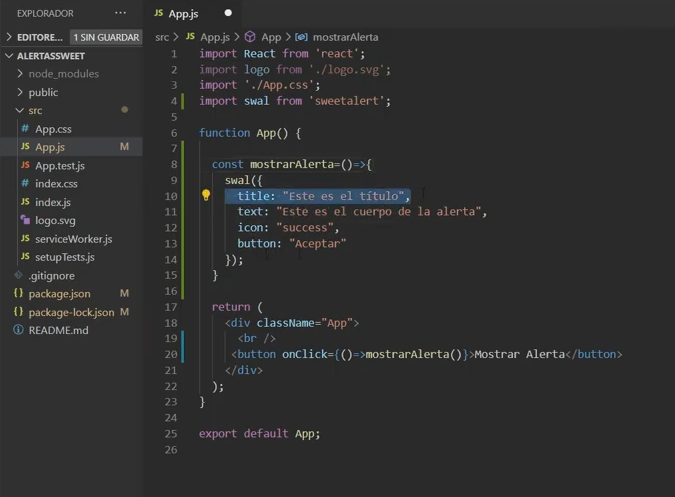 EXPLORADOR ···
EDITORE... 1 SIN GUARDAR
ALERTASSWEET
node_modules
public
src
# App.css
JS App.js M
JS App.test.js
# index.css
JS index.js
logo.svg
JS serviceWorker.js
JS setupTests.js
.gitignore
{} package.json M
{} package-lock.json M
README.md
JS App.js
src > JS App.js > App > mostrarAlerta
1 import React from 'react';
2 import logo from './logo.svg';
3 import './App.css';
4 import swal from 'sweetalert';
5
6 function App() {
7
8 const mostrarAlerta=()=>{
9 swal({
10 title: "Este es el título",
11 text: "Este es el cuerpo de la alerta",
12 icon: "success",
13 button: "Aceptar"
14 });
15 }
16
17 return (
18 <div className="App">
19 <br />
20 <button onClick={()=>mostrarAlerta()}>Mostrar Alerta</button>
21 </div>
22 );
23 }
24
25 export default App;
26